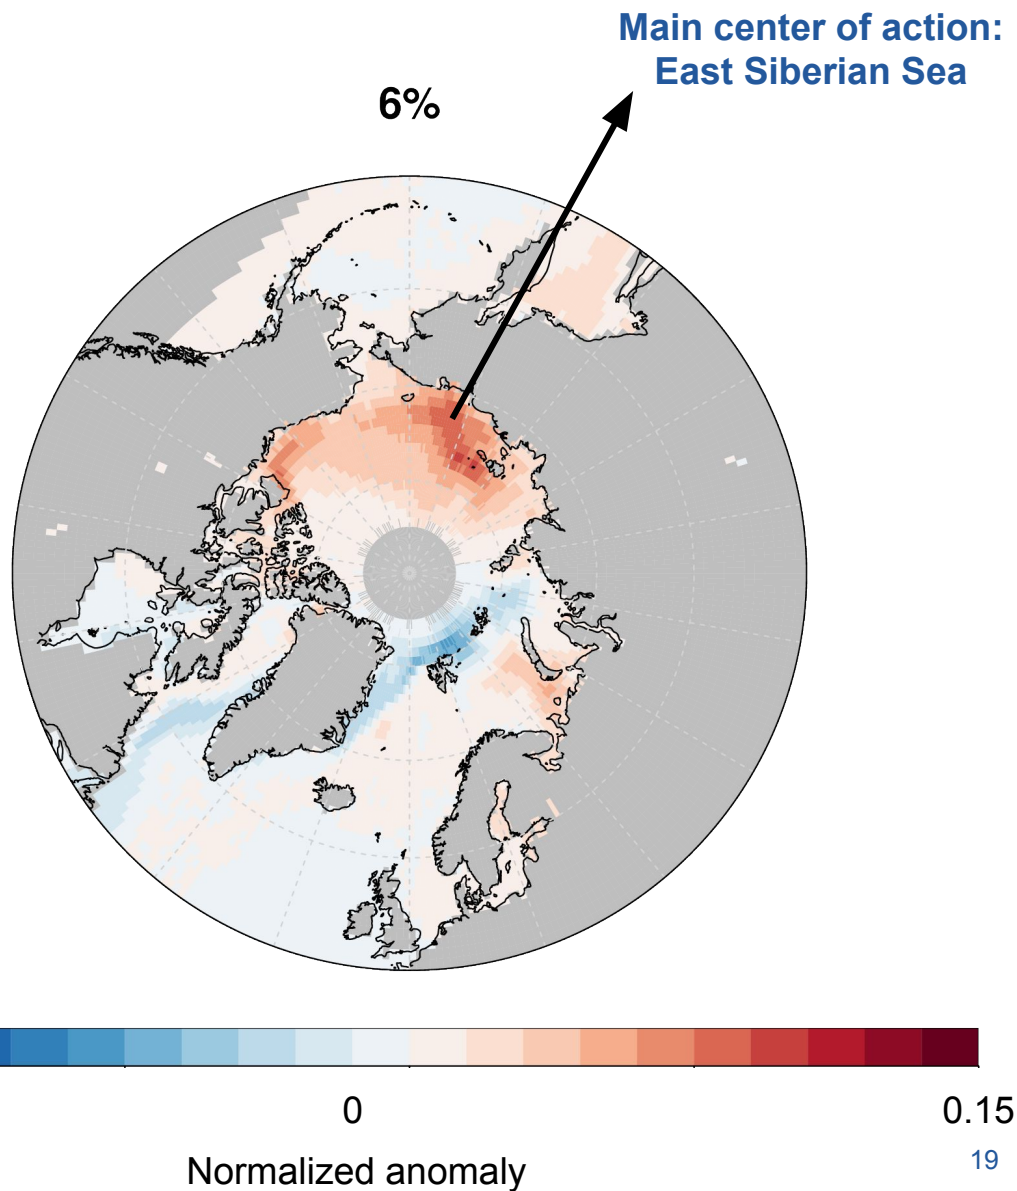 Main center of action:
East Siberian Sea
6%
0
0.15
Normalized anomaly
19